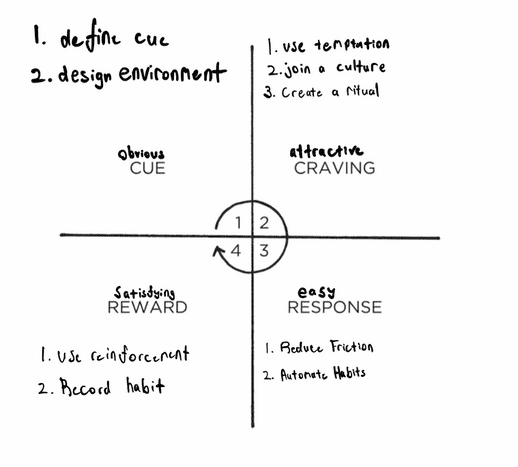 1. define cue
2. design environment
obvious
CUE
1. use temptation
2. join a culture
3. Create a ritual
attractive
CRAVING
1 2
4 3
Satisdying
REWARD
1. use reinforcement
2. Record habit
easy
RESPONSE
1. Reduce Friction
2. Automate Habits